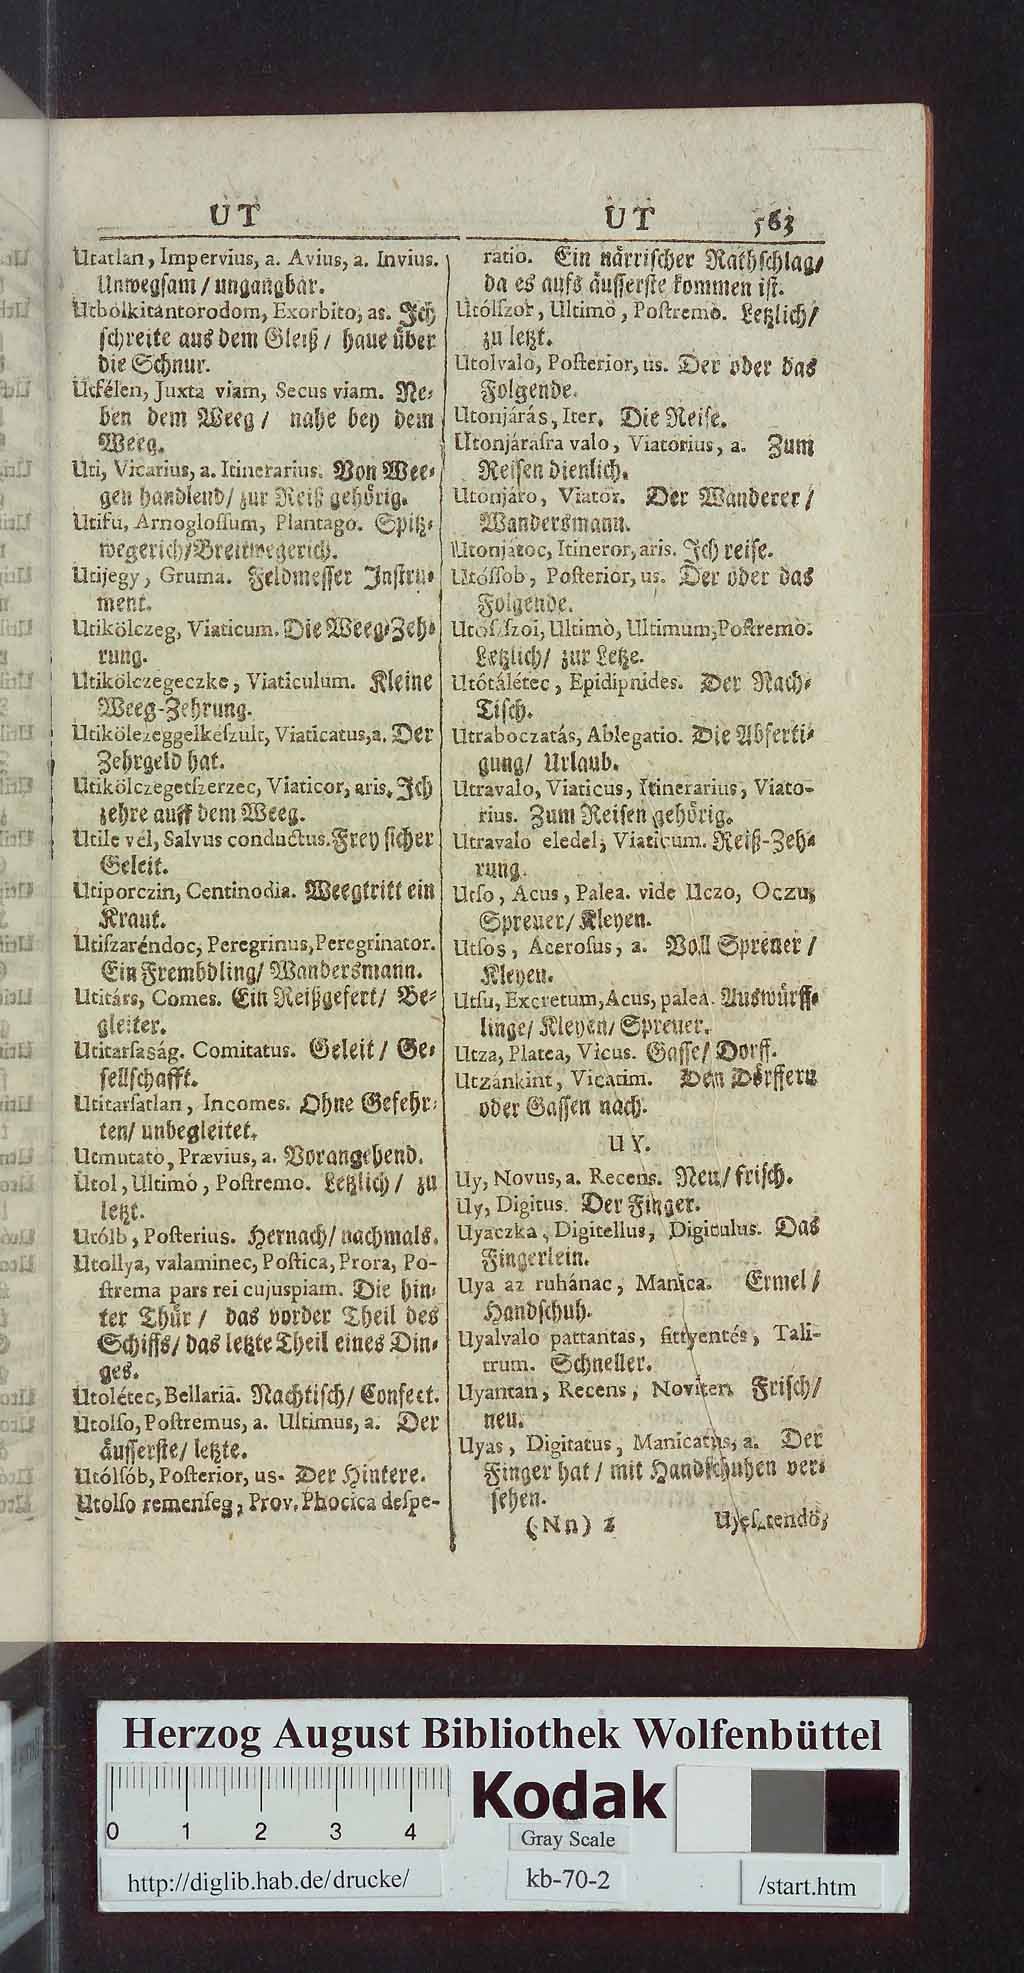 UT
Utatlan, Impervius, a. Avius, a. Invius.
Unwegsam / ungangbar.
Utbólkitántorodom, Exorbito, as. Ich
schreite aus dem Gleiß / haue über
die Schnur.
Utfélen, Juxta viam, Secus viam. Ne-
ben dem Weeg / nahe bey dem
Weeg.
Uti, Vicarius, a. Itinerarius. Von Wee-
gen handlend / zur Reiß gehörig.
Utifu, Arnoglossum, Plantago. Spitz-
wegerich / Breitwegerich.
Utijegy, Gruma. Feldmesser Instru-
ment.
Utikölczeg, Viaticum. Die Weeg-Zeh-
rung.
Utikölczegeczke, Viaticulum. Kleine
Weeg-Zehrung.
Utikölczeggelkeszult, Viaticatus, a. Der
Zehrgeld hat.
Utikölczegetszerzec, Viaticor, aris. Ich
zehre auff dem Weeg.
Utile vél, Salvus conductus. Frey sicher
Geleit.
Utiporczin, Centinodia. Weegtritt ein
Kraut.
Utiszaréndoc, Peregrinus, Peregrinator.
Ein Frembdling / Wandersmann.
Utitárs, Comes. Ein Reißgefert / Be-
gleiter.
Utitarsaság. Comitatus. Geleit / Ge-
sellschafft.
Utitarsatlan, Incomes. Ohne Gefehr-
ten / unbegleitet.
Utmutató, Prævius, a. Vorangehend.
Utol, Ultimò, Postremo. Letzlich / zu
letzt.
Utólb, Posterius. Hernach / nachmals.
Utollya, valaminec, Postica, Prora, Po-
strema pars rei cujuspiam. Die hin-
ter Thür / das vorder Theil des
Schiffs / das letzte Theil eines Din-
ges.
Utolétec, Bellaria. Nachtisch / Confect.
Utolso, Postremus, a. Ultimus, a. Der
äusserste / letzte.
Utólsób, Posterior, us. Der Hintere.
Utolso remenseg, Prov. Phocica despe-
UT 563
ratio. Ein närrischer Rathschlag /
da es aufs äusserste kommen ist.
Utólszor, Ultimò, Postremò. Letzlich /
zu letzt.
Utolvalo, Posterior, us. Der oder das
Folgende.
Utonjárás, Iter. Die Reise.
Utonjárásra valo, Viatorius, a. Zum
Reisen dienlich.
Utonjáro, Viator. Der Wanderer /
Wandersmann.
Utonjátoc, Itineror, aris. Ich reise.
Utóssob, Posterior, us. Der oder das
Folgende.
Utósszoi, Ultimò, Ultimum, Postremò.
Letzlich / zur Letze.
Utótálétec, Epidipnides. Der Nach-
Tisch.
Utraboczatás, Ablegatio. Die Abferti-
gung / Urlaub.
Utravalo, Viaticus, Itinerarius, Viato-
rius. Zum Reisen gehörig.
Utravalo eledel, Viaticum. Reiß-Zeh-
rung.
Utso, Acus, Palea. vide Uczo, Oczu,
Spreuer / Kleyen.
Utsos, Acerosus, a. Voll Spreuer /
Kleyen.
Utsu, Excretum, Acus, palea. Auswürff-
linge / Kleyen / Spreuer.
Utza, Platea, Vicus. Gasse / Dorff.
Utzánkint, Vicatim. Den Dörffern
oder Gassen nach.
UY.
Uy, Novus, a. Recens. Neu / frisch.
Uy, Digitus. Der Finger.
Uyaczka, Digitellus, Digitulus. Das
Fingerlein.
Uya az ruhánac, Manica. Ermel /
Handschuh.
Uyalvalo pattantas, fittyentés, Tali-
trum. Schneller.
Uyantan, Recens, Noviter. Frisch /
neu.
Uyas, Digitatus, Manicatus, a. Der
Finger hat / mit Handschuhen ver-
sehen.
(Nn) 2 Uyesztendö,
Herzog August Bibliothek Wolfenbüttel
0 1 2 3 4
Kodak
Gray Scale
http://diglib.hab.de/drucke/ kb-70-2 /start.htm